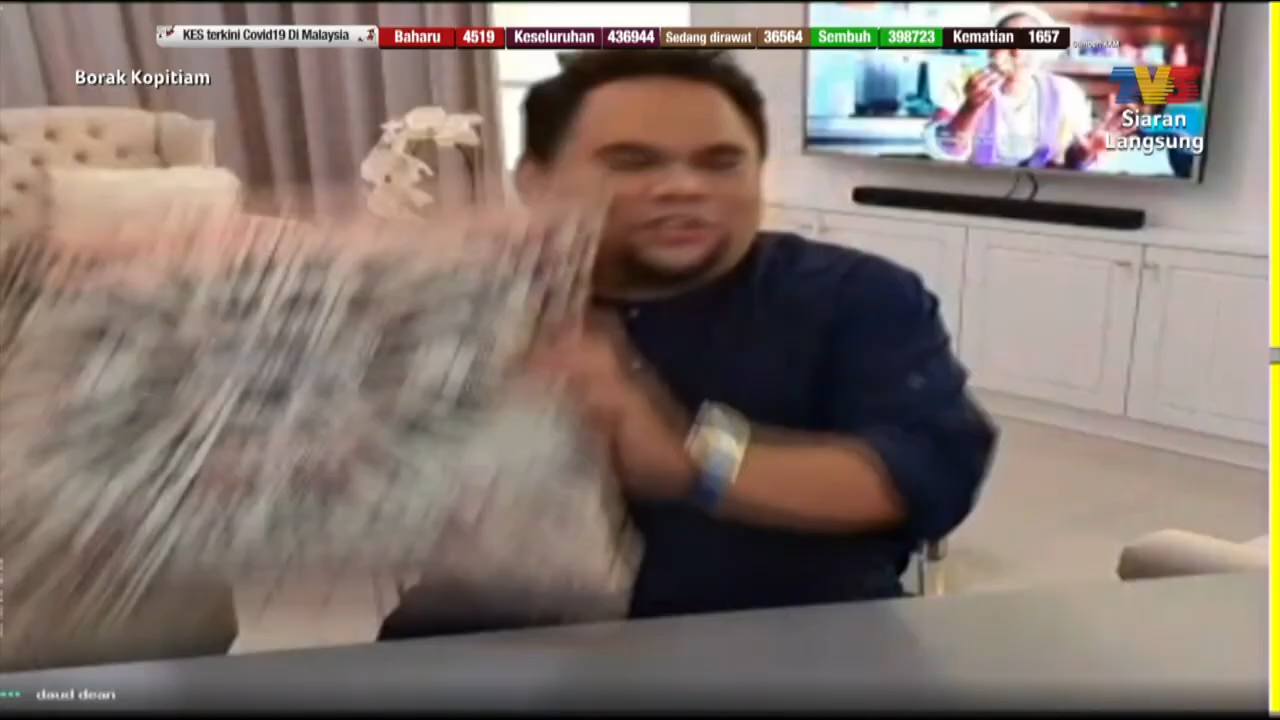 KES terkini Covid19 Di Malaysia Baharu 4519 Keseluruhan 436944 Sedang dirawat 36564 Sembuh 398723 Kematian 1657
Borak Kopitiam
TV3
Siaran
Langsung
daud dean